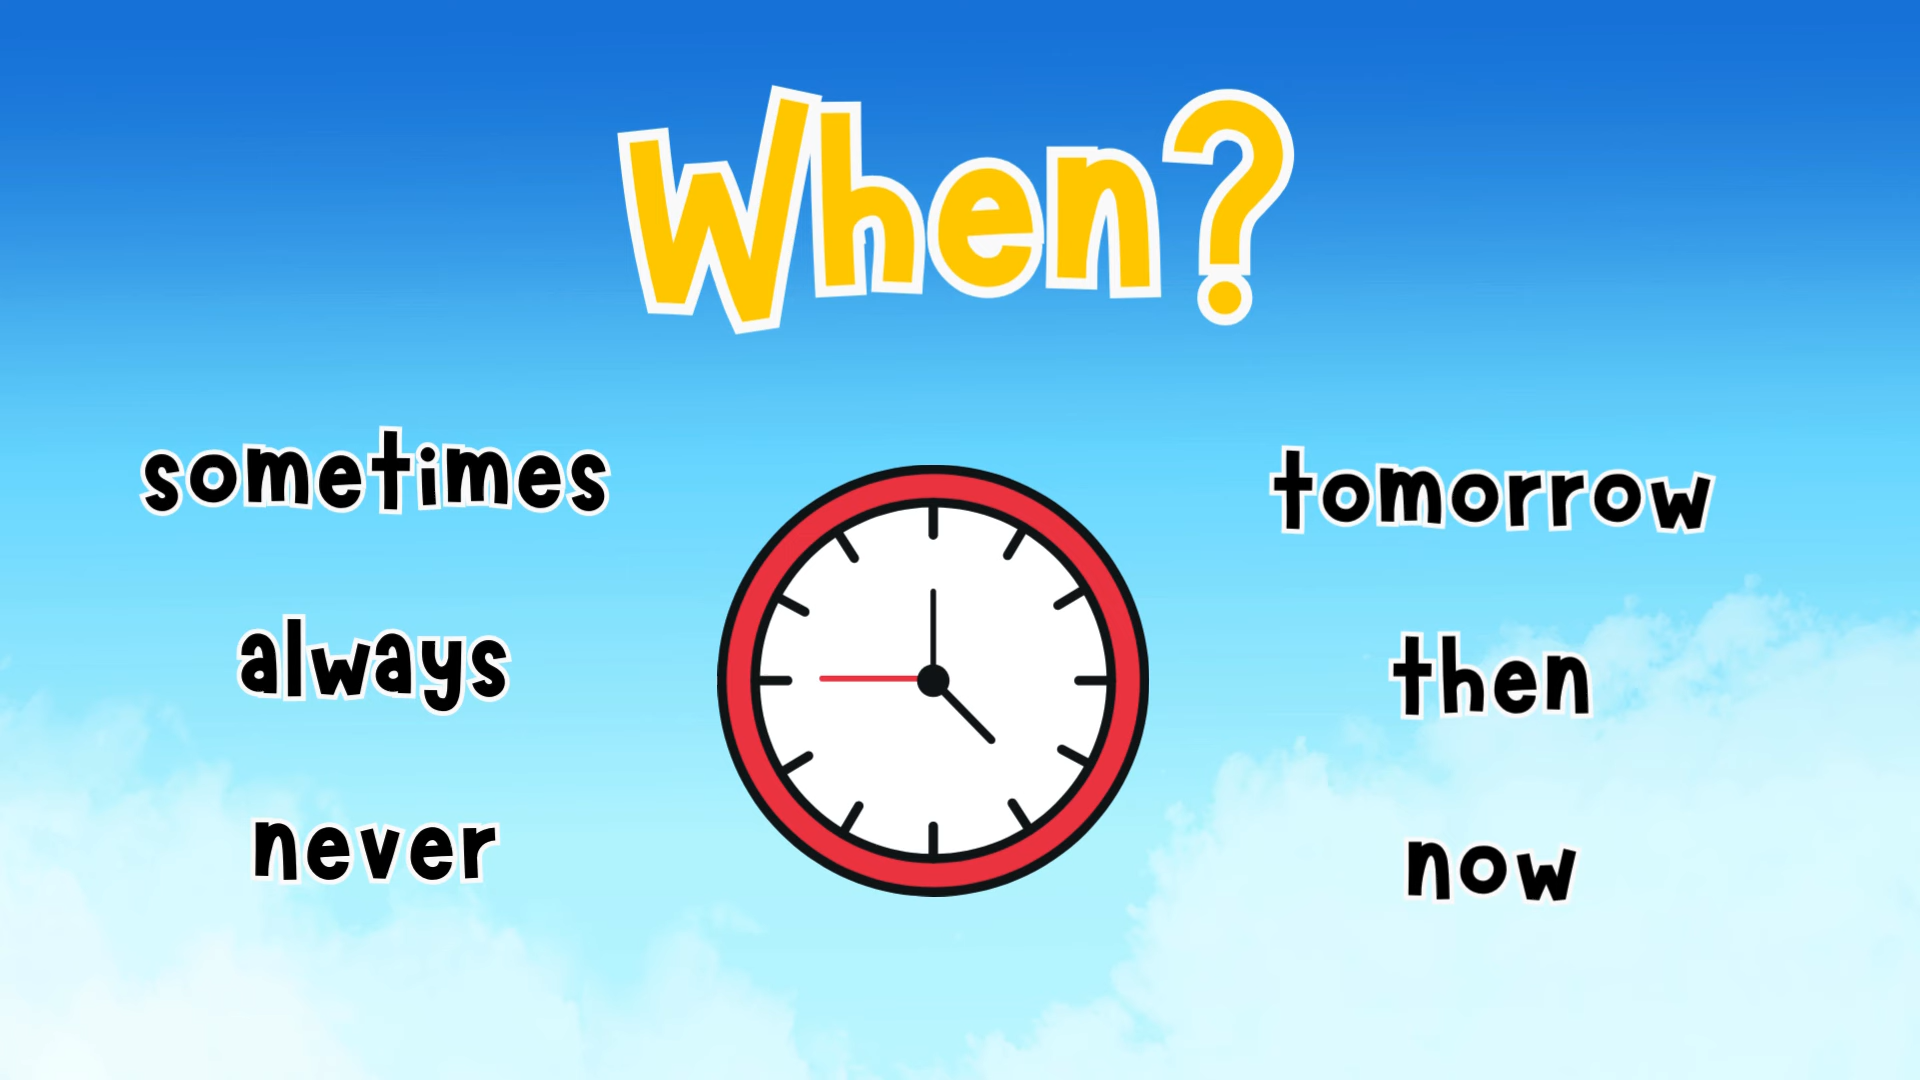 When?
sometimes
always
never
tomorrow
then
now